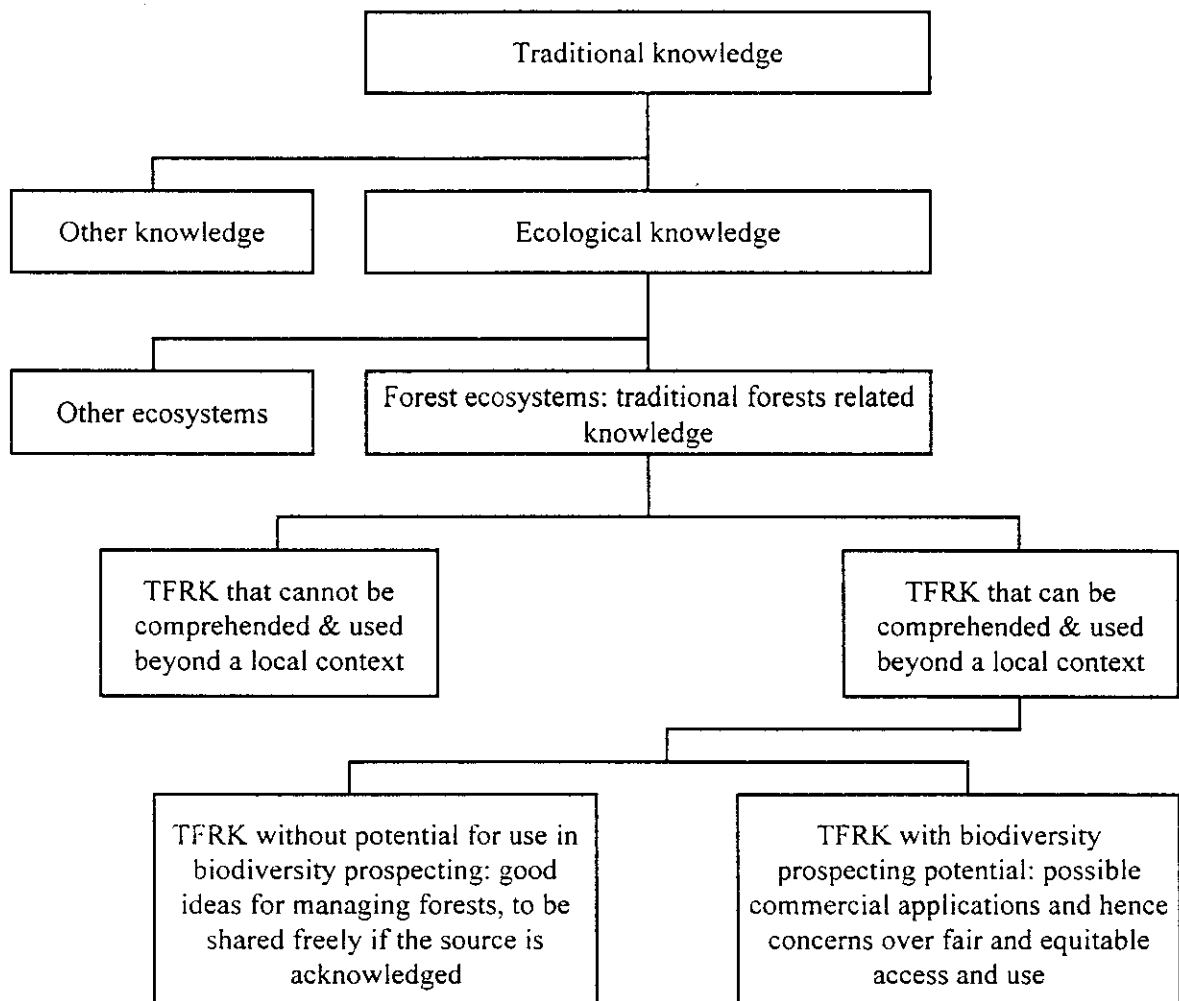 Traditional knowledge
Other knowledge
Ecological knowledge
Other ecosystems
Forest ecosystems: traditional forests related
knowledge
TFRK that cannot be
comprehended & used
beyond a local context
TFRK that can be
comprehended & used
beyond a local context
TFRK without potential for use in
biodiversity prospecting: good
ideas for managing forests, to be
shared freely if the source is
acknowledged
TFRK with biodiversity
prospecting potential: possible
commercial applications and hence
concerns over fair and equitable
access and use